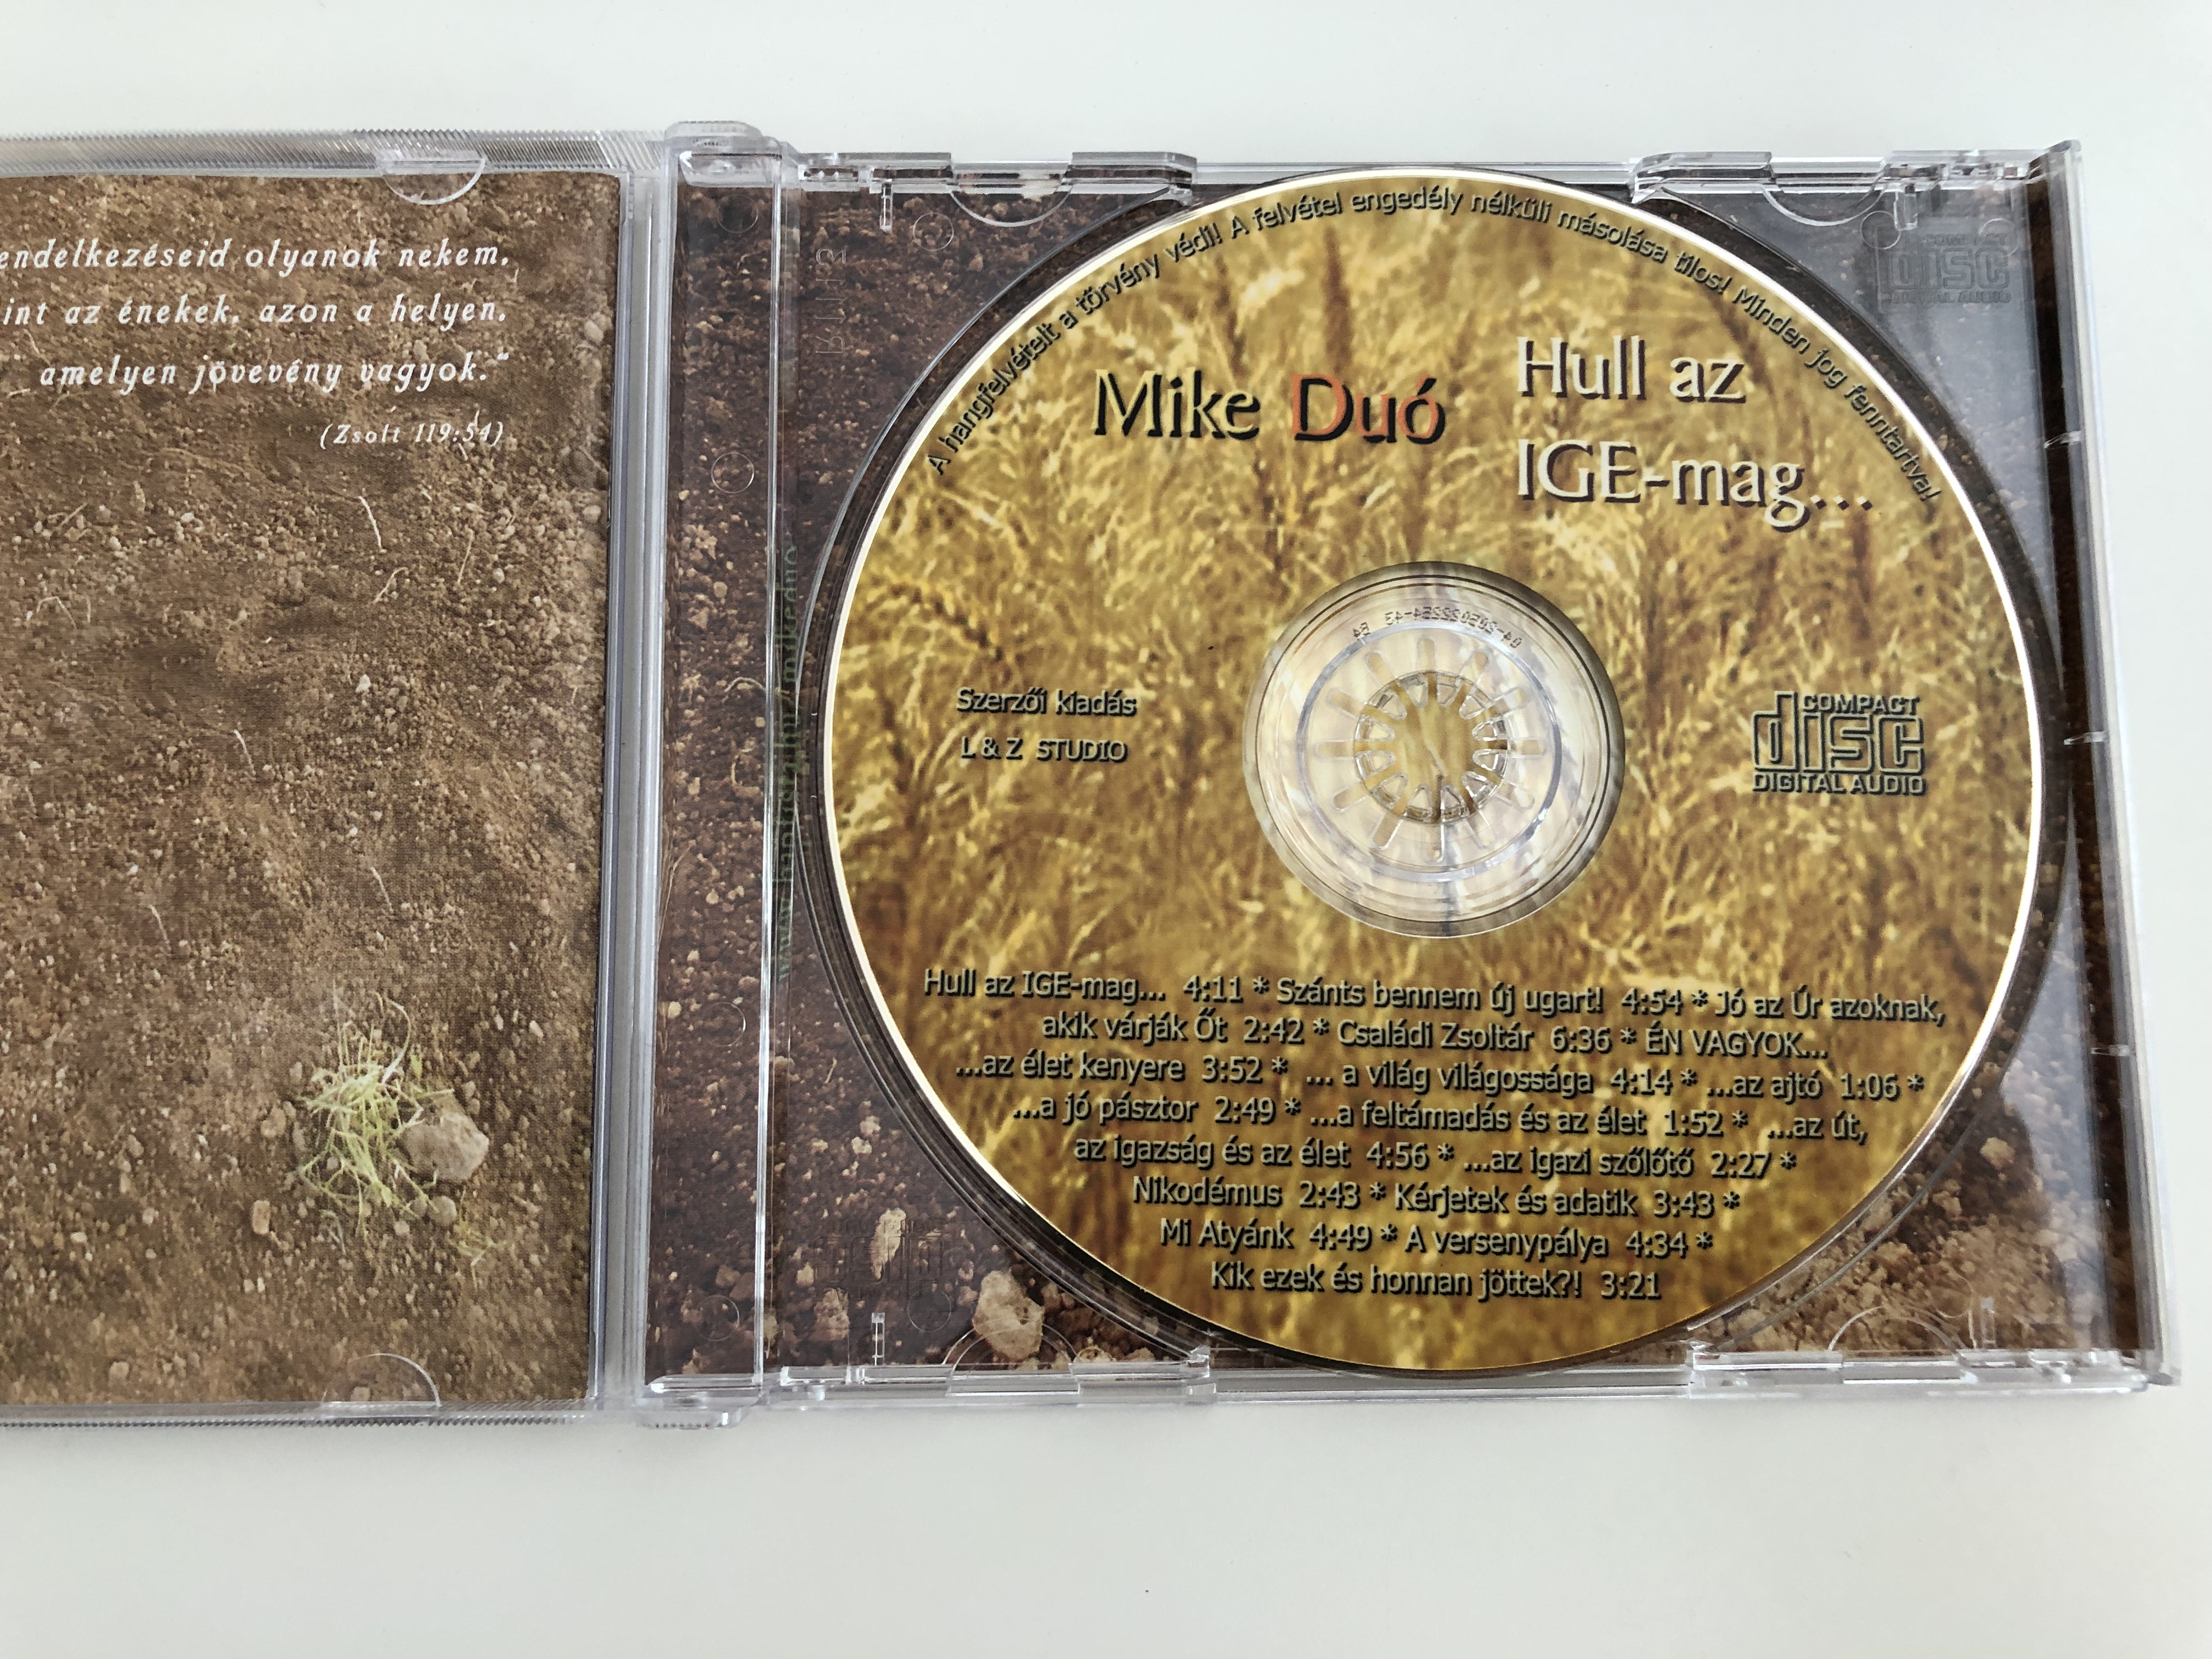 endelkezéseid olyanok nekem,
int az énekek, azon a helyen,
amelyen jövevény vagyok."
(Zsolt 119:54)
A hangfelvételt a törvény védi! A felvétel engedély nélküli másolása tilos! Minden jog fenntartva!
Mike Duó
Hull az
IGE-mag...
Szerzői kiadás
L & Z STUDIO
COMPACT
disc
DIGITAL AUDIO
Hull az IGE-mag... 4:11 * Szánts bennem új ugart! 4:54 * Jó az Úr azoknak,
akik várják Őt 2:42 * Családi Zsoltár 6:36 * ÉN VAGYOK...
...az élet kenyere 3:52 * ... a világ világossága 4:14 * ...az ajtó 1:06 *
...a jó pásztor 2:49 * ...a feltámadás és az élet 1:52 * ...az út,
az igazság és az élet 4:56 * ...az igazi szőlőtő 2:27 *
Nikodémus 2:43 * Kérjetek és adatik 3:43 *
Mi Atyánk 4:49 * A versenypálya 4:34 *
Kik ezek és honnan jöttek?! 3:21
COMPACT
disc
DIGITAL AUDIO